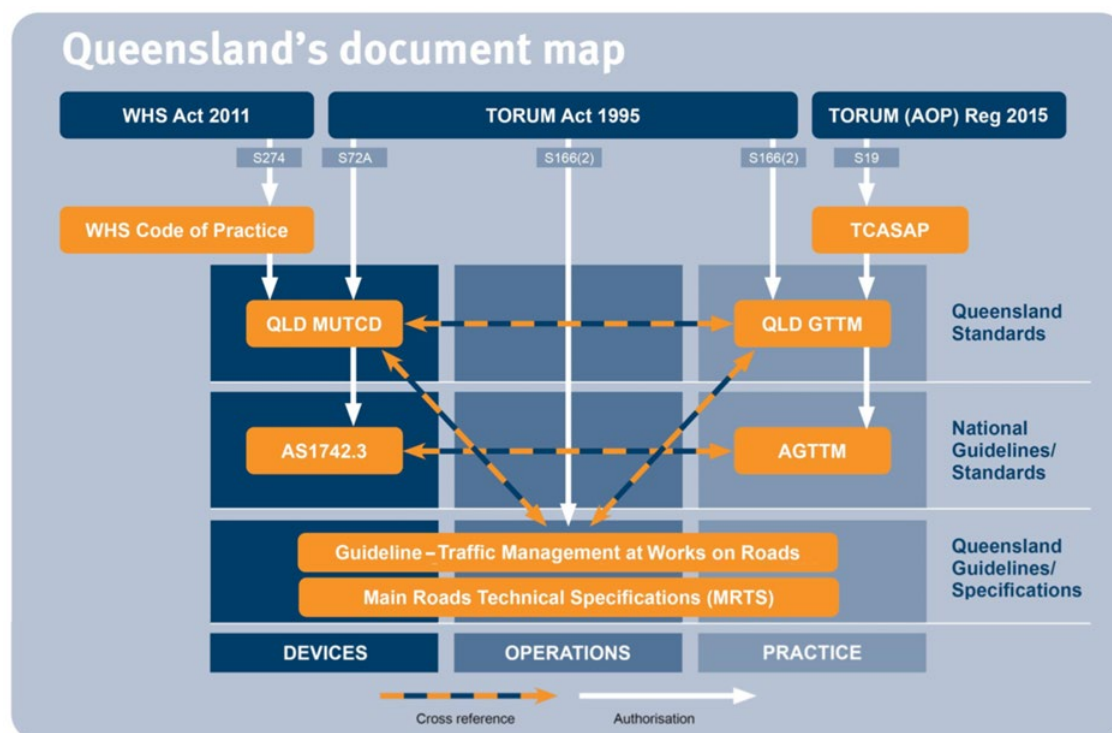 Queensland's document map
WHS Act 2011
TORUM Act 1995
TORUM (AOP) Reg 2015
S274
S72A
S166(2)
S166(2)
S19
WHS Code of Practice
TCASAP
QLD MUTCD
QLD GTTM
Queensland
Standards
AS1742.3
AGTTM
National
Guidelines/
Standards
Guideline – Traffic Management at Works on Roads
Main Roads Technical Specifications (MRTS)
Queensland
Guidelines/
Specifications
DEVICES
OPERATIONS
PRACTICE
Cross reference
Authorisation